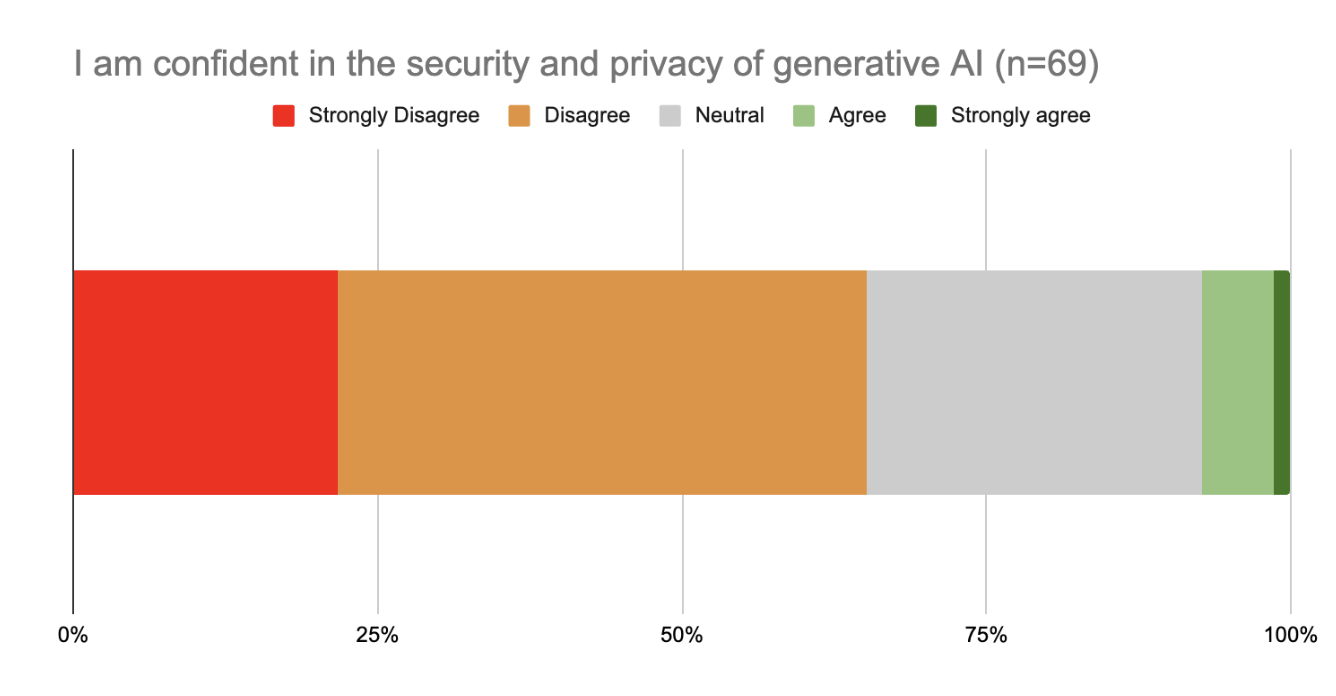 I am confident in the security and privacy of generative AI (n=69)
Strongly Disagree Disagree Neutral Agree Strongly agree
0% 25% 50% 75% 100%